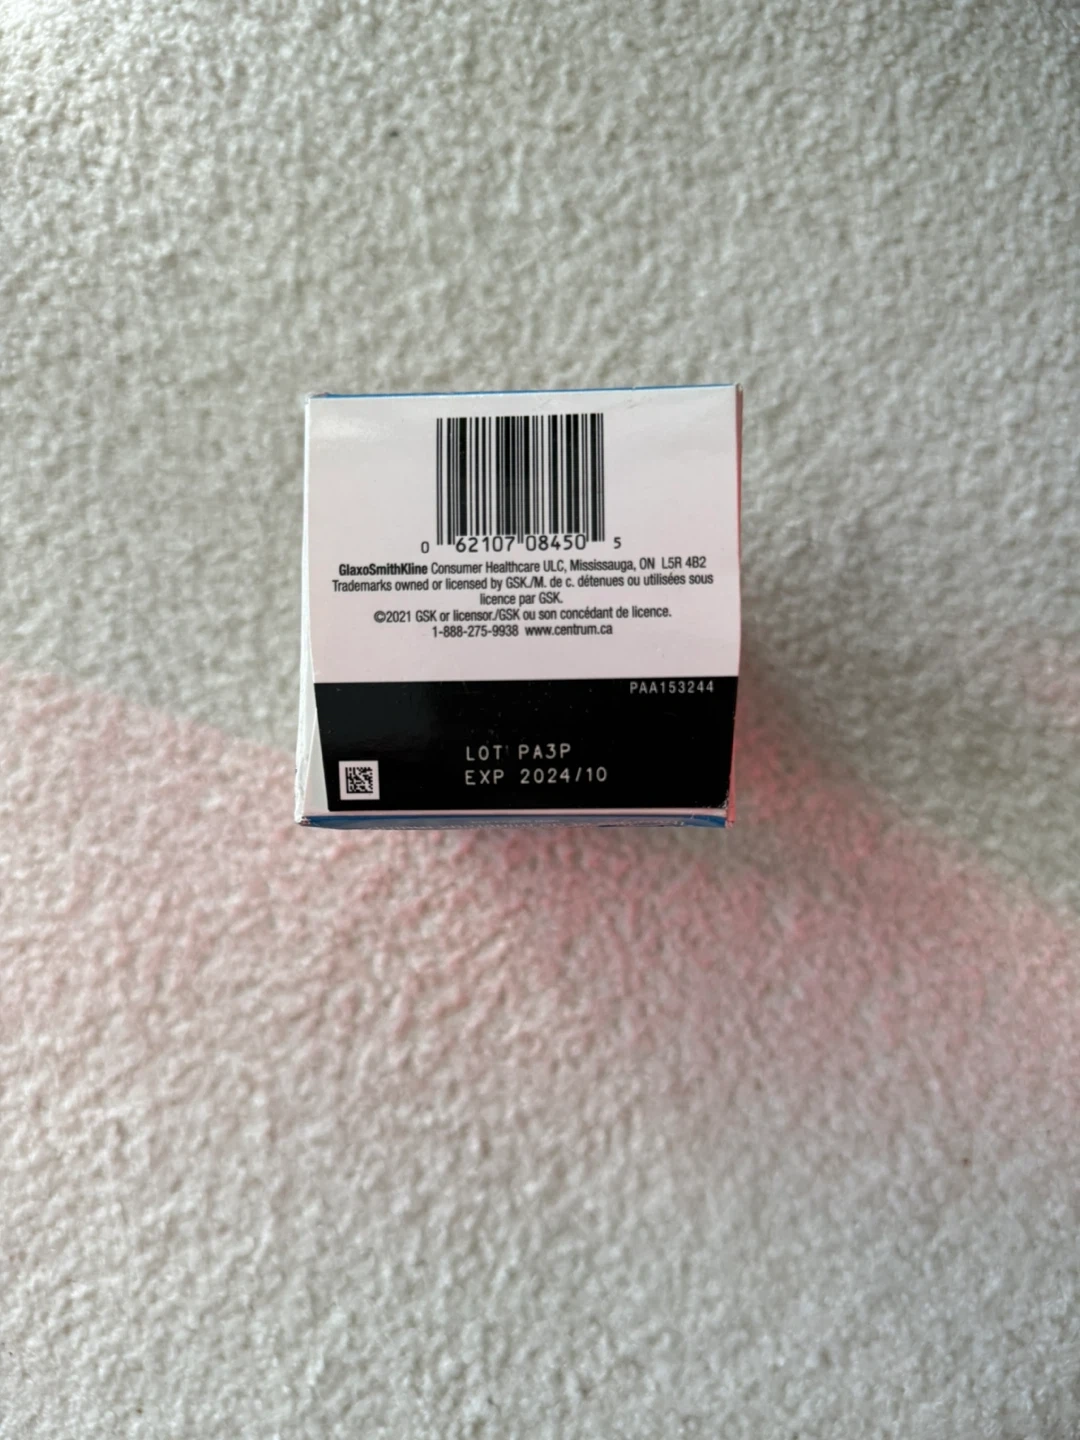 0 62107 08450 5
GlaxoSmithKline Consumer Healthcare ULC, Mississauga, ON L5R 4B2
Trademarks owned or licensed by GSK./M. de c. détenues ou utilisées sous
licence par GSK.
©2021 GSK or licensor./GSK ou son concédant de licence.
1-888-275-9938 www.centrum.ca
PAA153244
LOT PA3P
EXP 2024/10